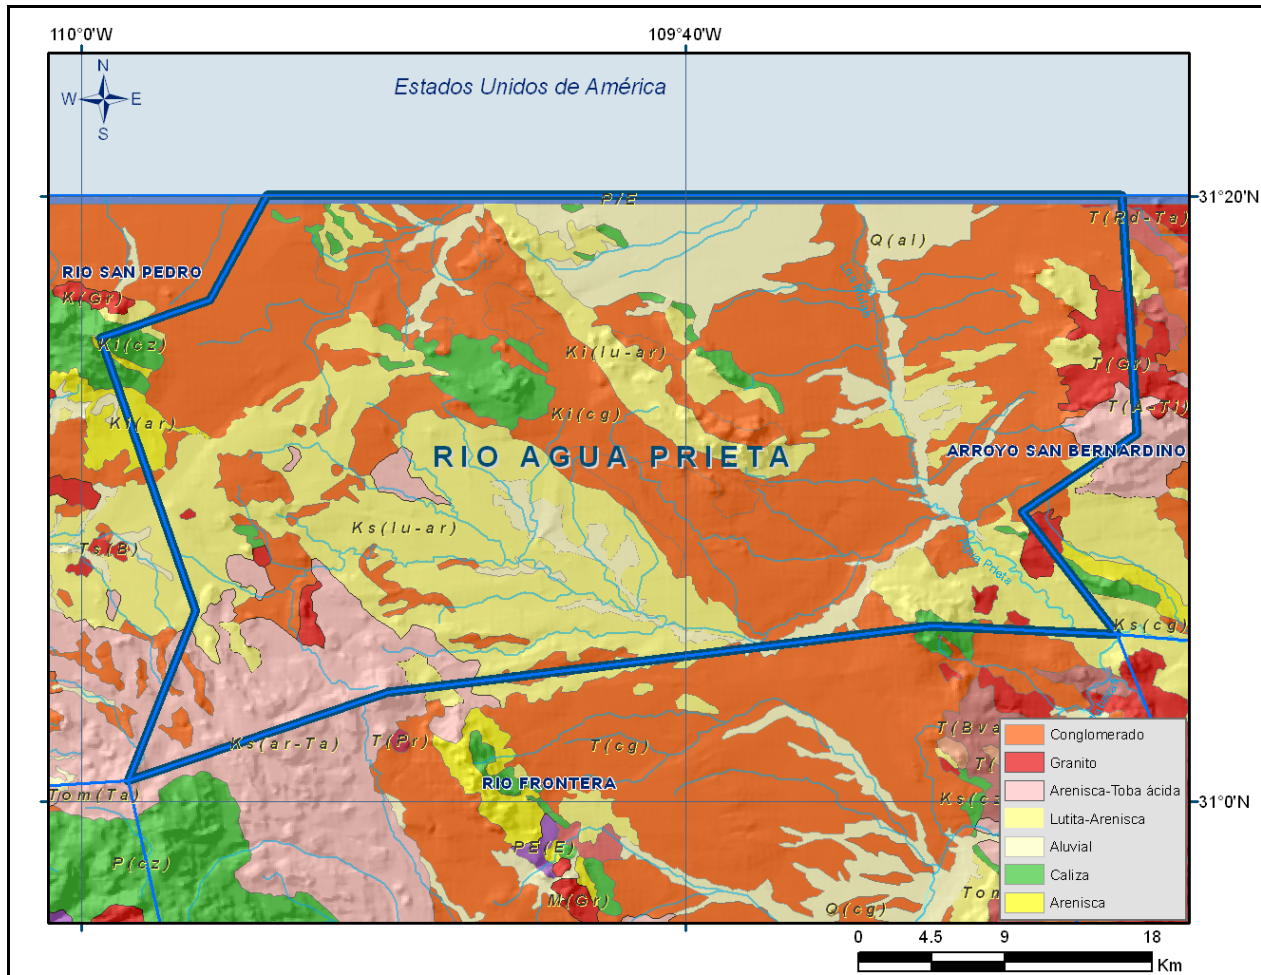 110°0'W
109°40'W
N
W E
S
Estados Unidos de América
P/E
31°20'N
T(Rd-Ta)
Q(al)
RIO SAN PEDRO
K(Gr)
Ki(cz)
Ki(lu-ar)
T(Gr)
T(A-Ti)
Ki(cg)
Ki(ar)
RIO AGUA PRIETA
ARROYO SAN BERNARDINO
Ks(lu-ar)
Ts(B)
Prieta
Ks(cg)
Ks(ar-Ta)
T(Pr)
T(cg)
T(Bva
T(
RIO FRONTERA
Tom(Ta)
Ks(cz
31°0'N
PE(E)
P(cz)
Tom
M(Gr)
Q(cg)
Conglomerado
Granito
Arenisca-Toba ácida
Lutita-Arenisca
Aluvial
Caliza
Arenisca
0 4.5 9 18
Km